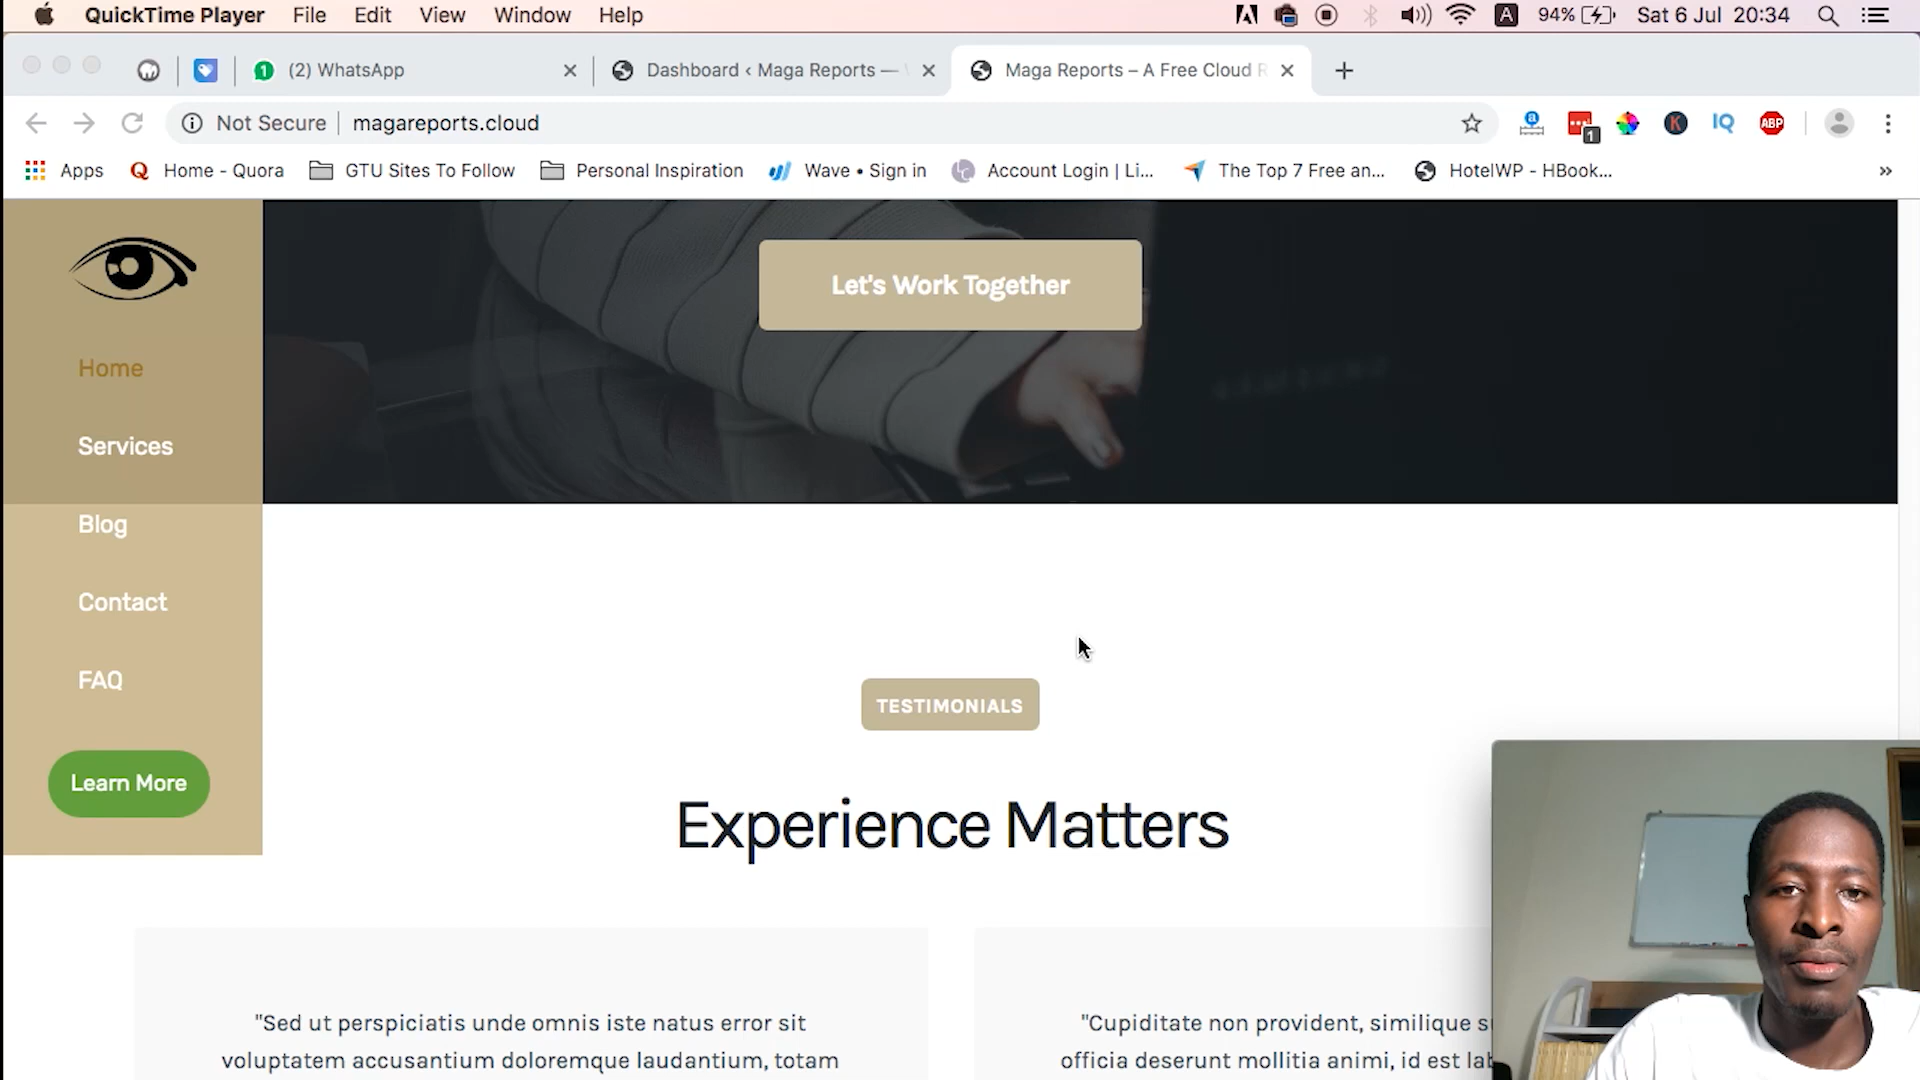 QuickTime Player File Edit View Window Help A 94% Sat 6 Jul 20:34
1 (2) WhatsApp Dashboard ‹ Maga Reports — Maga Reports – A Free Cloud R
Not Secure magareports.cloud a 1 K IQ ABP
Apps Q Home - Quora GTU Sites To Follow Personal Inspiration Wave • Sign in Account Login | Li... The Top 7 Free an... HotelWP - HBook... »
Let's Work Together
Home
Services
Blog
Contact
FAQ
Learn More
TESTIMONIALS
Experience Matters
"Sed ut perspiciatis unde omnis iste natus error sit
voluptatem accusantium doloremque laudantium, totam
"Cupiditate non provident, similique
officia deserunt mollitia animi, id est